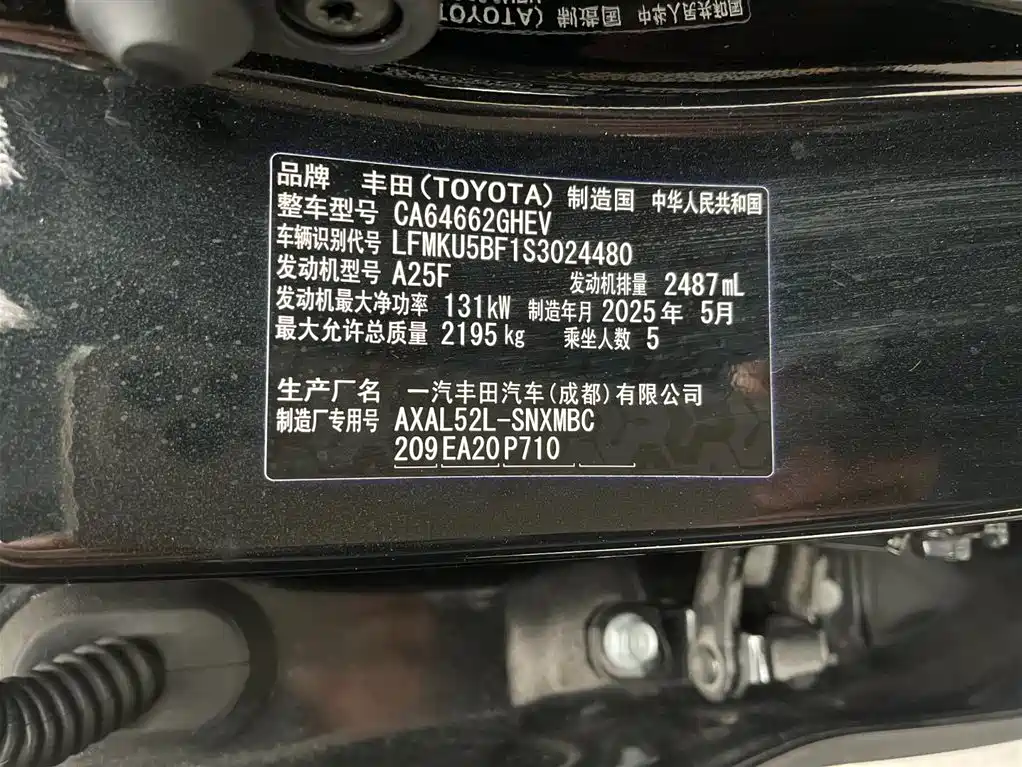 品牌 丰田(TOYOTA) 制造国 中华人民共和国
整车型号 CA64662GHEV
车辆识别代号 LFMKU5BF1S3024480
发动机型号 A25F 发动机排量 2487mL
发动机最大净功率 131kW 制造年月 2025年 5月
最大允许总质量 2195kg 乘坐人数 5
生产厂名 一汽丰田汽车(成都)有限公司
制造厂专用号 AXAL52L-SNXMBC
209EA20P710